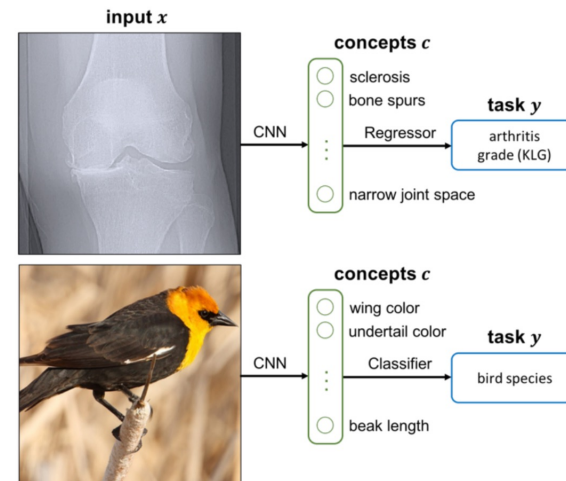 input x
concepts c
sclerosis
bone spurs
CNN
Regressor
task y
arthritis
grade (KLG)
narrow joint space
concepts c
wing color
undertail color
CNN
Classifier
task y
bird species
beak length